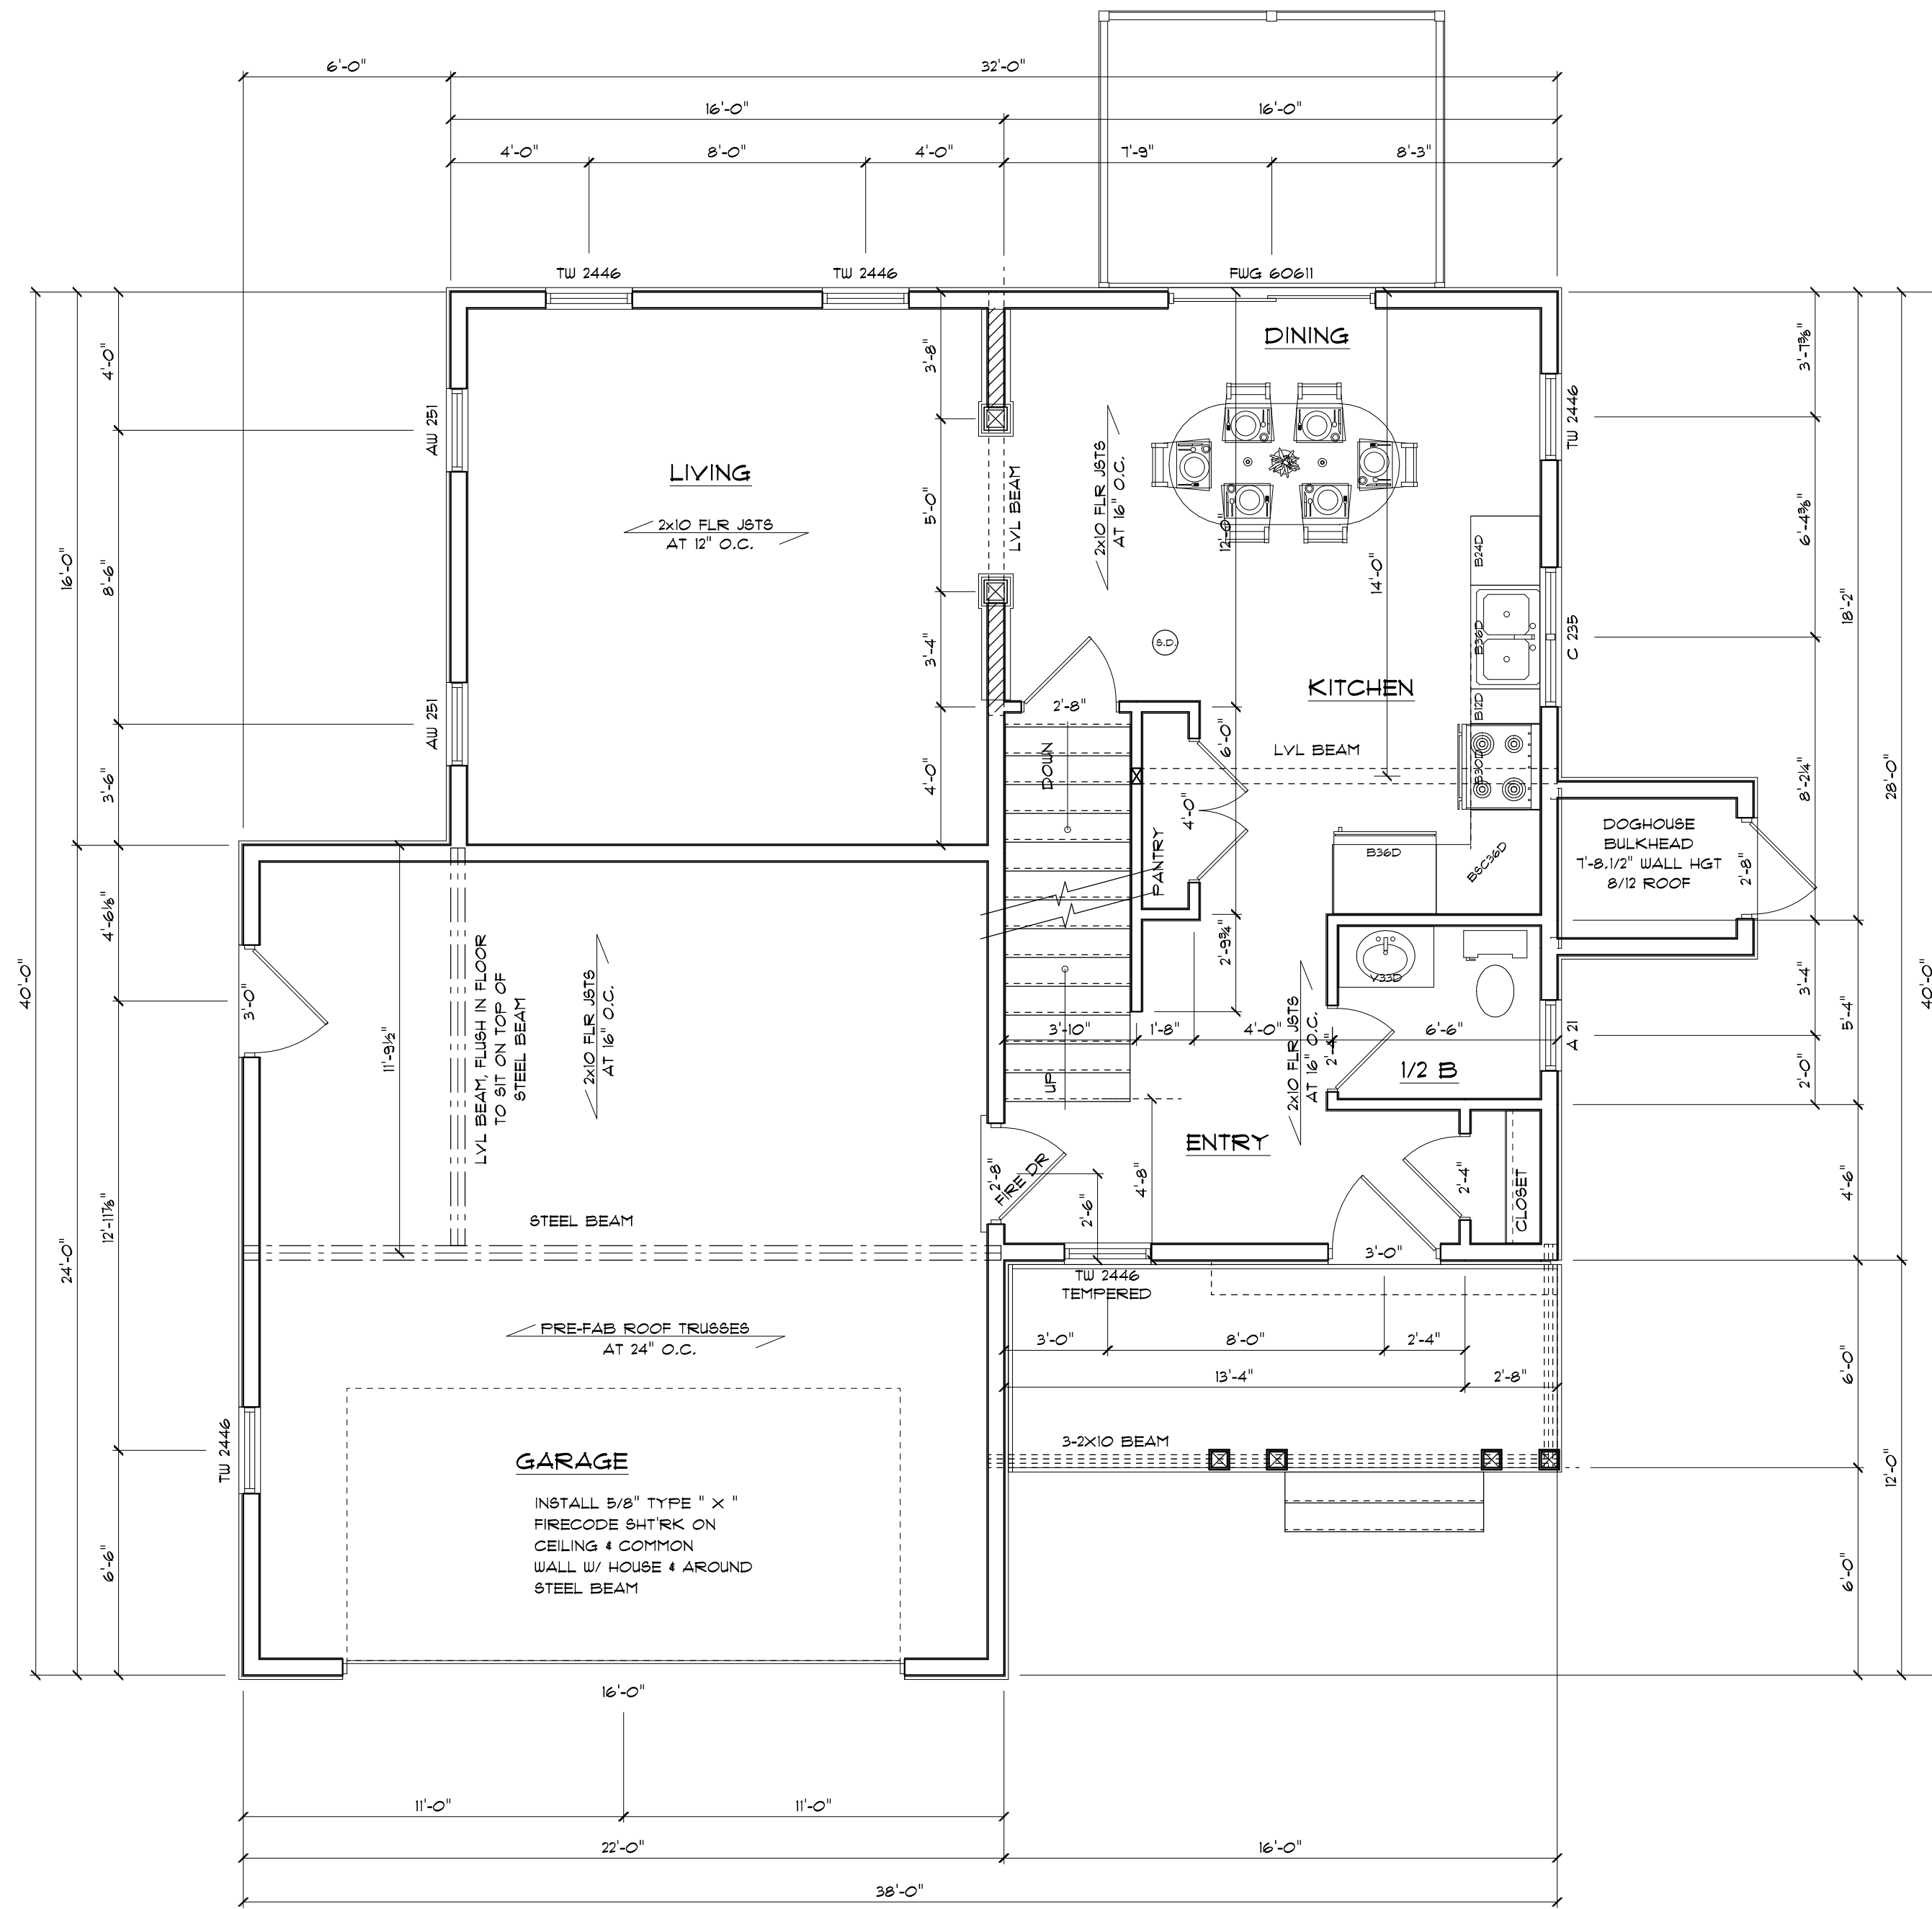 6'-0"
32'-0"
16'-0"
16'-0"
4'-0"
8'-0"
4'-0"
7'-9"
8'-3"
TW 2446
TW 2446
FWG 60611
DINING
LIVING
2x10 FLR JSTS
AT 12" O.C.
40'-0"
16'-0"
24'-0"
4'-0"
8'-6"
3'-6"
4'-6⅛"
12'-11⅞"
6'-6"
AW 251
AW 251
3'-8"
5'-0"
3'-4"
4'-0"
LVL BEAM
2x10 FLR JSTS
AT 16" O.C.
12'-0"
14'-0"
S.D.
KITCHEN
LVL BEAM
B24D
B36D
B12D
B30D
B36D
BSC36D
TW 2446
C 235
3'-7⅝"
6'-4⅜"
8'-2¼"
3'-4"
2'-0"
18'-2"
5'-4"
4'-6"
6'-0"
6'-0"
28'-0"
12'-0"
40'-0"
2'-8"
DOWN
6'-0"
4'-0"
PANTRY
2'-9¾"
DOGHOUSE
BULKHEAD
7'-8.1/2" WALL HGT
8/12 ROOF
2'-8"
V33D
3'-10"
1'-8"
4'-0"
6'-6"
2'-4"
1/2 B
A 21
UP
2x10 FLR JSTS
AT 16" O.C.
ENTRY
4'-8"
2'-6"
2'-8"
FIRE DR
2'-4"
CLOSET
3'-0"
3'-0"
11'-9½"
LVL BEAM, FLUSH IN FLOOR
TO SIT ON TOP OF
STEEL BEAM
2x10 FLR JSTS
AT 16" O.C.
STEEL BEAM
TW 2446
TEMPERED
PRE-FAB ROOF TRUSSES
AT 24" O.C.
3'-0"
8'-0"
2'-4"
13'-4"
2'-8"
3-2X10 BEAM
TW 2446
GARAGE
INSTALL 5/8" TYPE " X "
FIRECODE SHT'RK ON
CEILING & COMMON
WALL W/ HOUSE & AROUND
STEEL BEAM
16'-0"
11'-0"
11'-0"
22'-0"
16'-0"
38'-0"